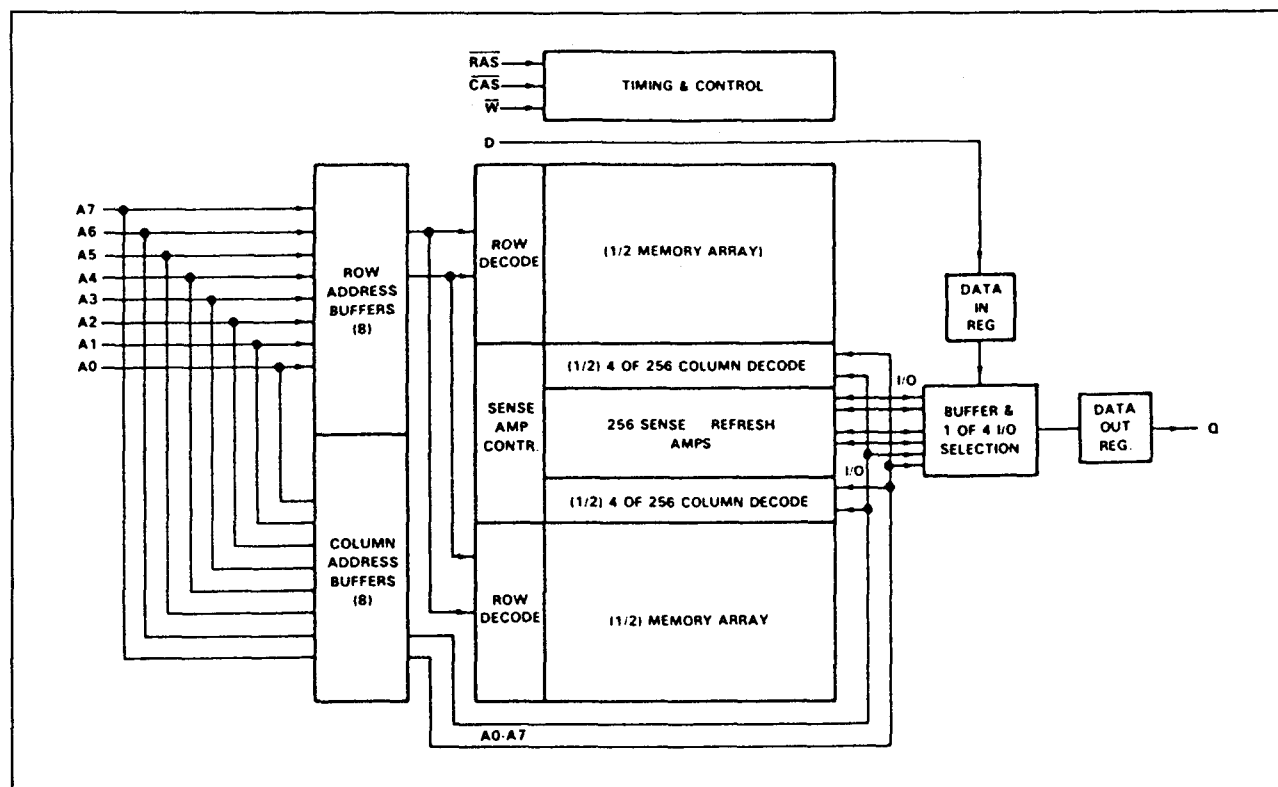 RAS
CAS
W
TIMING & CONTROL
D
A7
A6
A5
A4
A3
A2
A1
A0
ROW
ADDRESS
BUFFERS
(8)
COLUMN
ADDRESS
BUFFERS
(8)
ROW
DECODE
(1/2 MEMORY ARRAY)
SENSE
AMP
CONTR.
(1/2) 4 OF 256 COLUMN DECODE
256 SENSE REFRESH
AMPS
(1/2) 4 OF 256 COLUMN DECODE
ROW
DECODE
(1/2) MEMORY ARRAY
I/O
I/O
DATA
IN
REG
BUFFER &
1 OF 4 I/O
SELECTION
DATA
OUT
REG.
Q
A0-A7